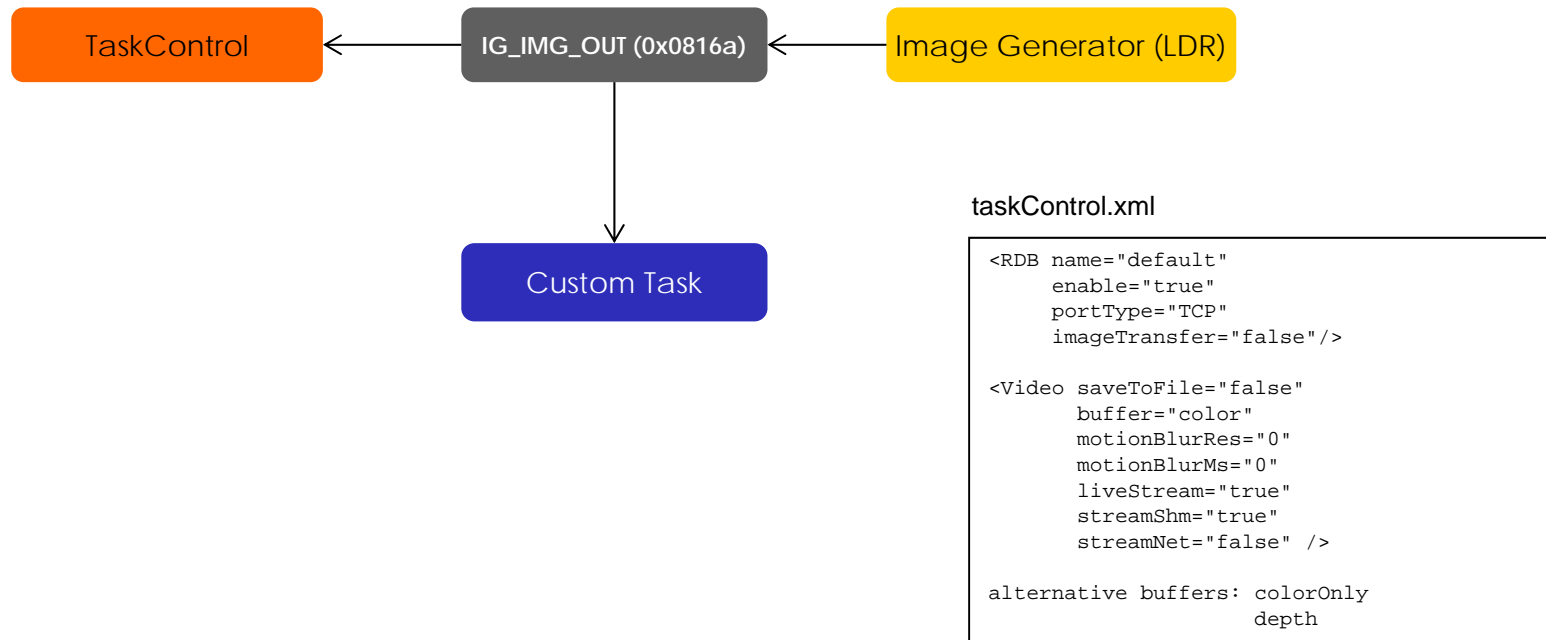 TaskControl
IG_IMG_OUT (0x0816a)
Image Generator (LDR)
Custom Task
taskControl.xml
<RDB name="default"
enable="true"
portType="TCP"
imageTransfer="false"/>
<Video saveToFile="false"
buffer="color"
motionBlurRes="0"
motionBlurMs="0"
liveStream="true"
streamShm="true"
streamNet="false" />
alternative buffers: colorOnly
depth